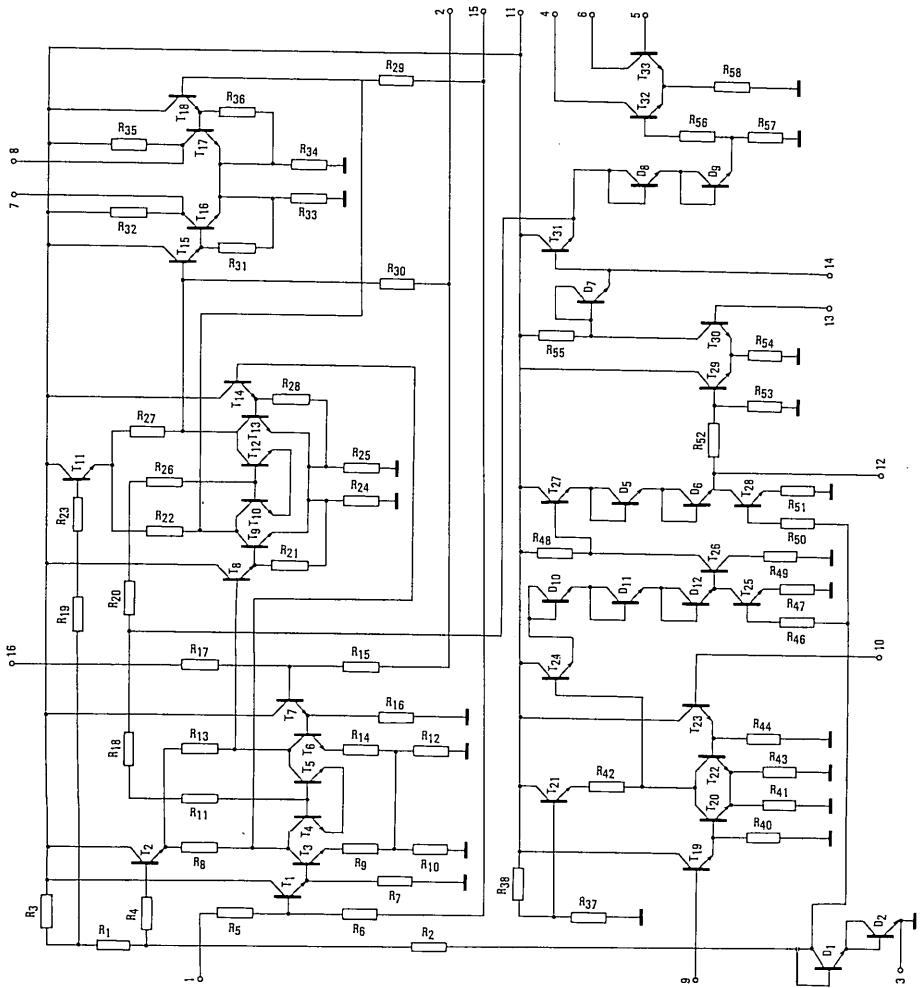 2
15
11
4
6
5
8
7
T18
R36
R35
T17
R29
R34
R32
T16
R33
T15
R31
R30
T33
T32
R58
R56
R57
D8
D9
T31
D7
14
13
R55
T30
T29
R54
R53
R52
12
T14
R28
T13
T12
R27
T11
R26
R25
R24
R23
R22
T10
T9
R21
T8
R20
R19
T27
D5
D6
T28
R51
R50
R48
T26
R49
D10
D11
D12
T25
R47
R46
T24
16
R17
R15
T7
R16
R18
R13
T6
R14
R12
T5
R11
T4
T2
R8
T3
R9
R10
R3
R4
T1
R7
R1
R5
R6
R2
1
10
T23
R44
R43
T22
R42
T21
T20
R41
R40
T19
R38
R37
9
D1
D2
3